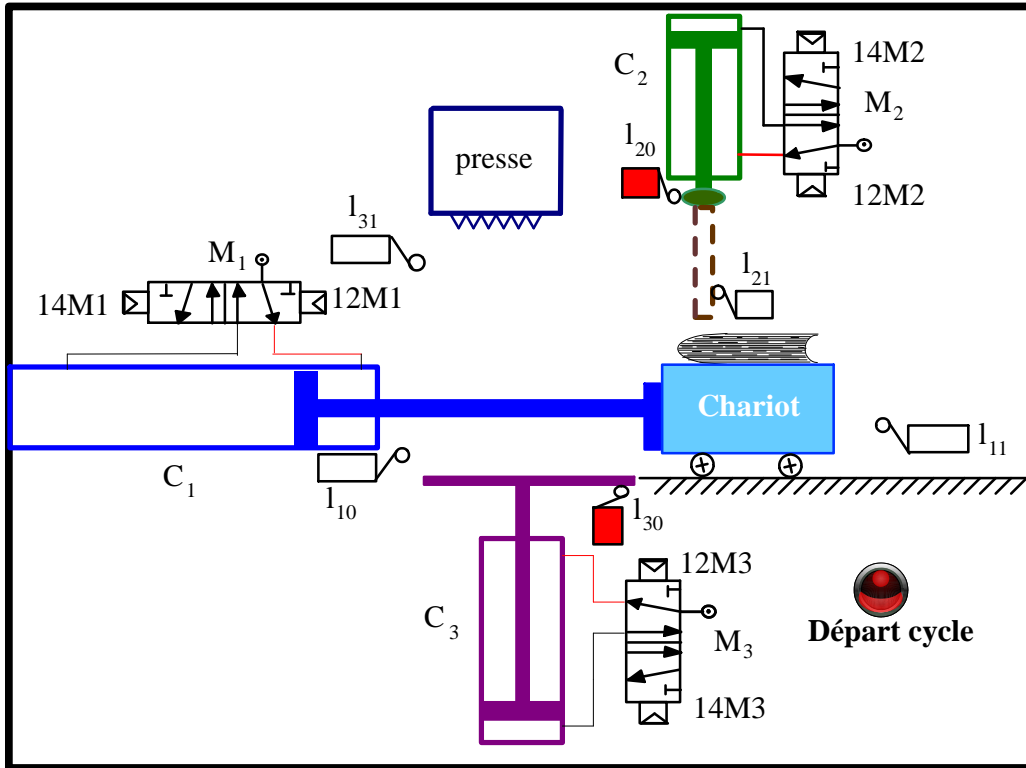 14M2
C2
M2
l20
presse
12M2
l31
M1
l21
14M1
12M1
Chariot
l11
C1
l10
l30
12M3
C3
M3
Départ cycle
14M3